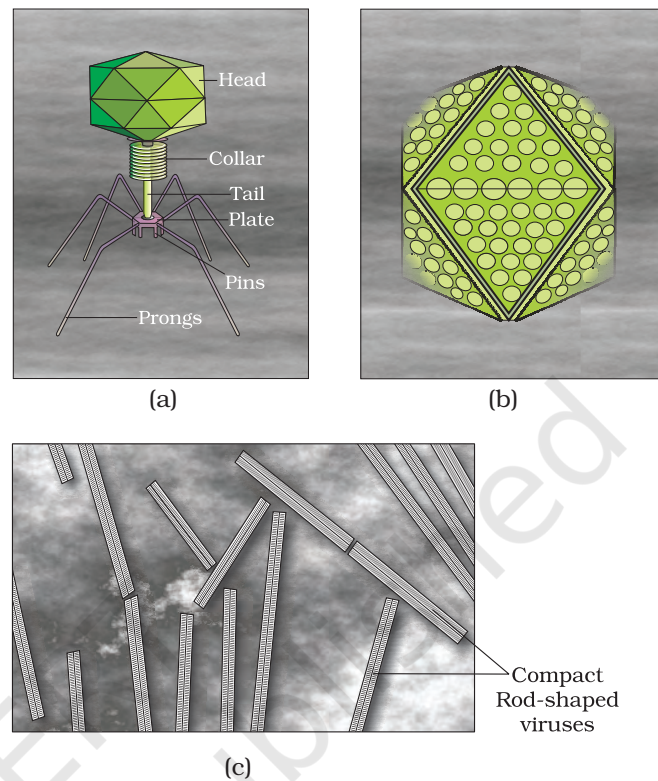 Head
Collar
Tail
Plate
Pins
Prongs
(a)
(b)
Compact
Rod-shaped
viruses
(c)